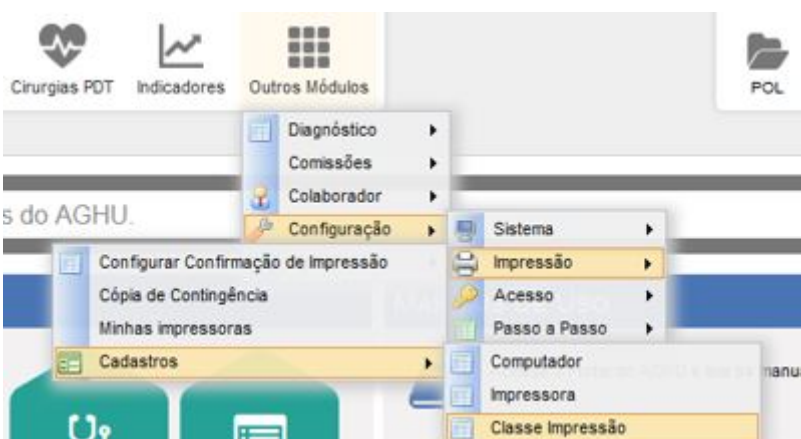 Cirurgias PDT
Indicadores
Outros Módulos
POL
Diagnóstico
Comissões
Colaborador
s do AGHU.
Configuração
Sistema
Configurar Confirmação de Impressão
Impressão
Cópia de Contingência
Acesso
Minhas impressoras
Passo a Passo
Cadastros
Computador
manua
Impressora
Classe Impressão